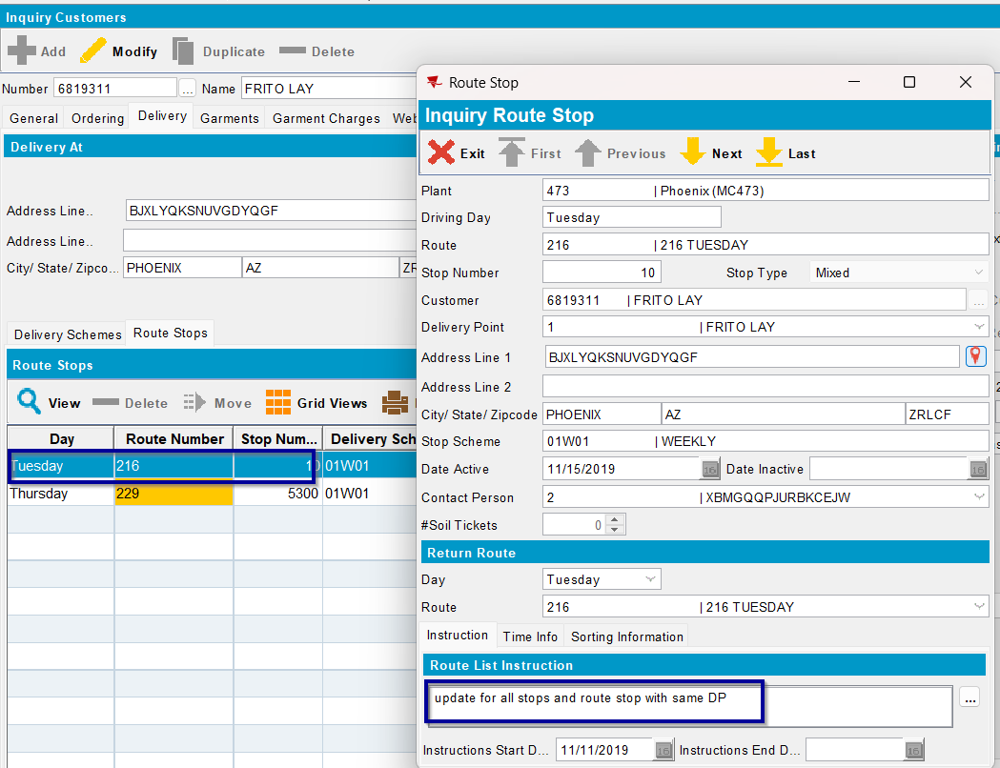 Inquiry Customers
Add Modify Duplicate Delete
Number 6819311 ... Name FRITO LAY
General Ordering Delivery Garments Garment Charges Web
Delivery At
Address Line.. BJXLYQKSNUVGDYQGF
Address Line..
City/ State/ Zipco... PHOENIX AZ ZR
Delivery Schemes Route Stops
Route Stops
View Delete Move Grid Views
Day Route Number Stop Num... Delivery Sch
Tuesday 216 10 01W01
Thursday 229 5300 01W01
Route Stop
Inquiry Route Stop
Exit First Previous Next Last
Plant 473 | Phoenix (MC473)
Driving Day Tuesday
Route 216 | 216 TUESDAY
Stop Number 10 Stop Type Mixed
Customer 6819311 | FRITO LAY ...
Delivery Point 1 | FRITO LAY
Address Line 1 BJXLYQKSNUVGDYQGF
Address Line 2
City/ State/ Zipcode PHOENIX AZ ZRLCF
Stop Scheme 01W01 | WEEKLY
Date Active 11/15/2019 16 Date Inactive 16
Contact Person 2 | XBMGQQPJURBKCEJW
#Soil Tickets 0
Return Route
Day Tuesday
Route 216 | 216 TUESDAY
Instruction Time Info Sorting Information
Route List Instruction
update for all stops and route stop with same DP
...
Instructions Start D... 11/11/2019 16 Instructions End D... 16